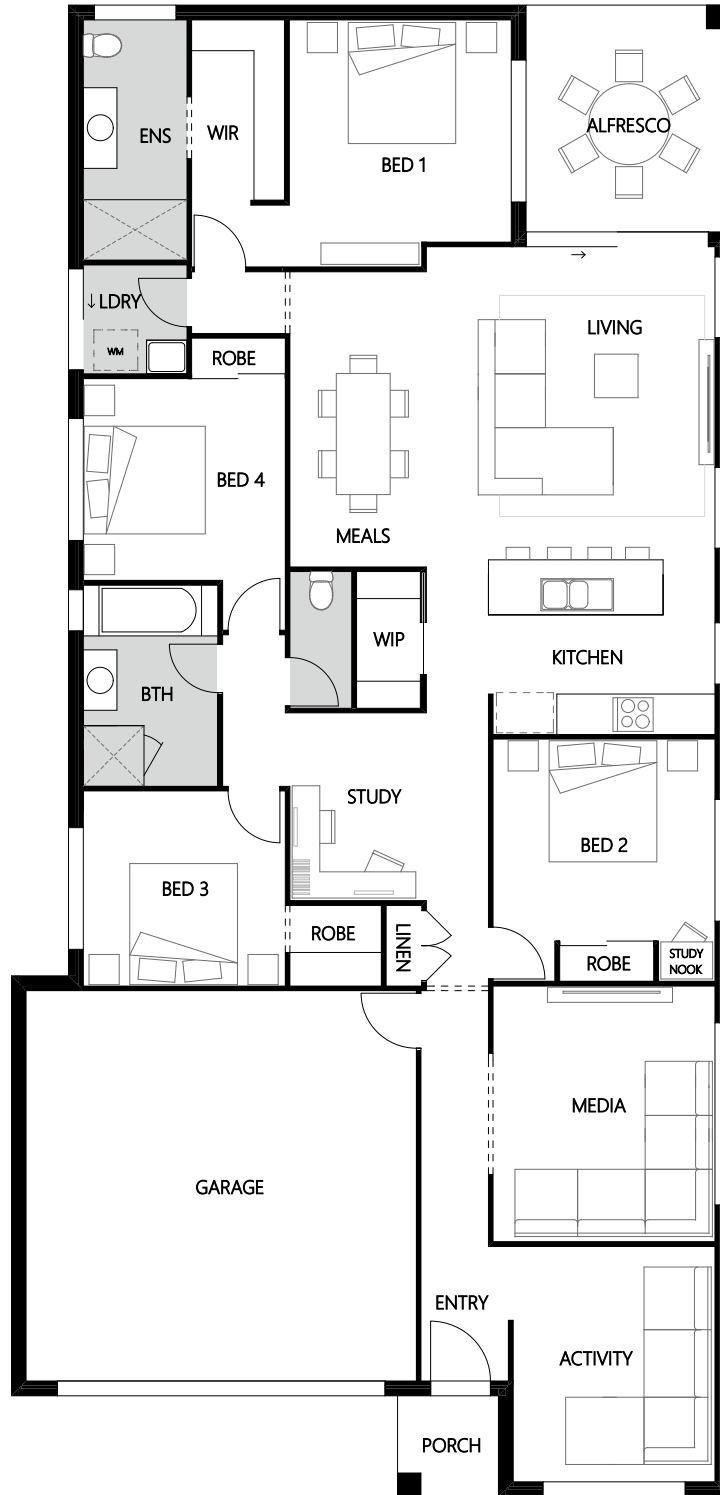 ENS
WIR
BED 1
ALFRESCO
LDRY
WM
ROBE
LIVING
BED 4
MEALS
WIP
KITCHEN
BTH
STUDY
BED 2
BED 3
ROBE
LINEN
ROBE
STUDY
NOOK
MEDIA
GARAGE
ENTRY
ACTIVITY
PORCH